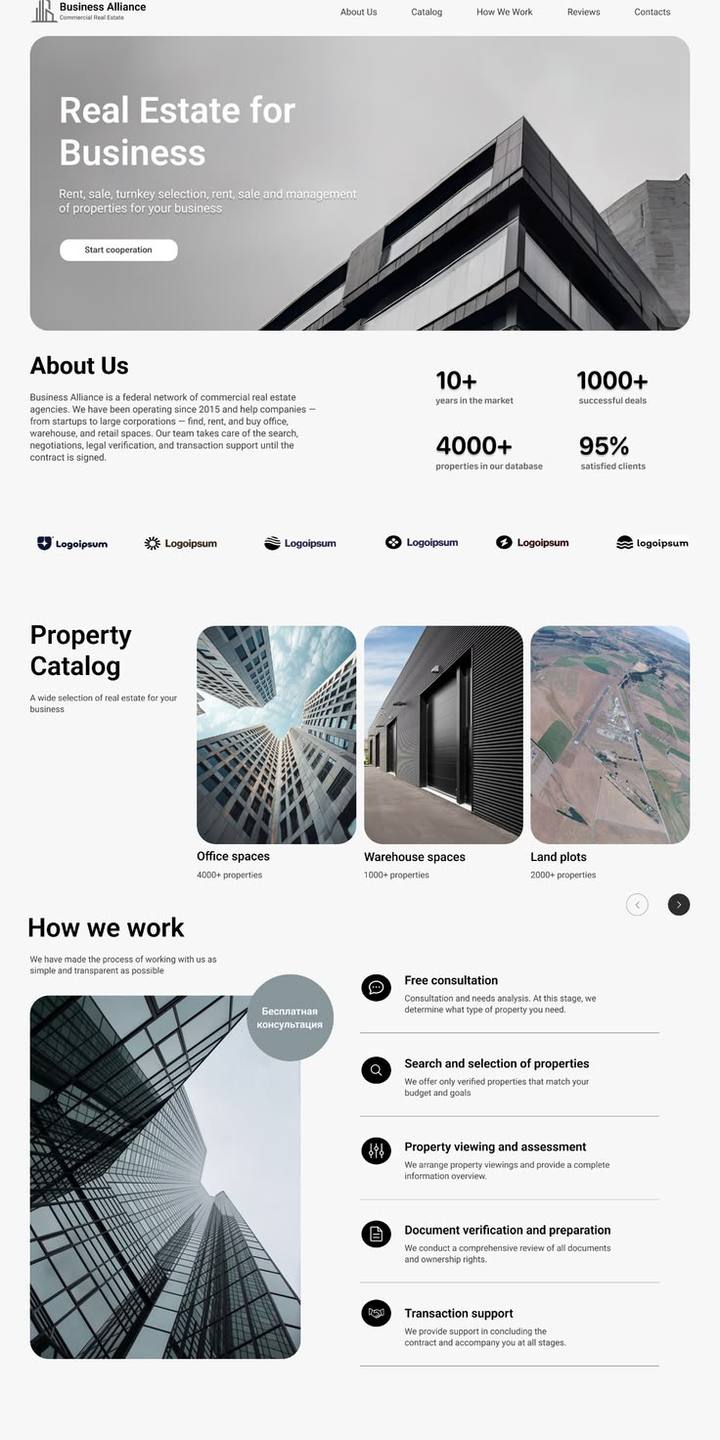 Business Alliance
Commercial Real Estate
About Us
Catalog
How We Work
Reviews
Contacts
Real Estate for
Business
Rent, sale, turnkey selection, rent, sale and management
of properties for your business
Start cooperation
About Us
Business Alliance is a federal network of commercial real estate
agencies. We have been operating since 2015 and help companies —
from startups to large corporations — find, rent, and buy office,
warehouse, and retail spaces. Our team takes care of the search,
negotiations, legal verification, and transaction support until the
contract is signed.
10+
years in the market
1000+
successful deals
4000+
properties in our database
95%
satisfied clients
Logoipsum
Logoipsum
Logoipsum
Logoipsum
Logoipsum
logoipsum
Property
Catalog
A wide selection of real estate for your
business
Office spaces
4000+ properties
Warehouse spaces
1000+ properties
Land plots
2000+ properties
How we work
We have made the process of working with us as
simple and transparent as possible
Бесплатная
консультация
Free consultation
Consultation and needs analysis. At this stage, we
determine what type of property you need.
Search and selection of properties
We offer only verified properties that match your
budget and goals
Property viewing and assessment
We arrange property viewings and provide a complete
information overview.
Document verification and preparation
We conduct a comprehensive review of all documents
and ownership rights.
Transaction support
We provide support in concluding the
contract and accompany you at all stages.